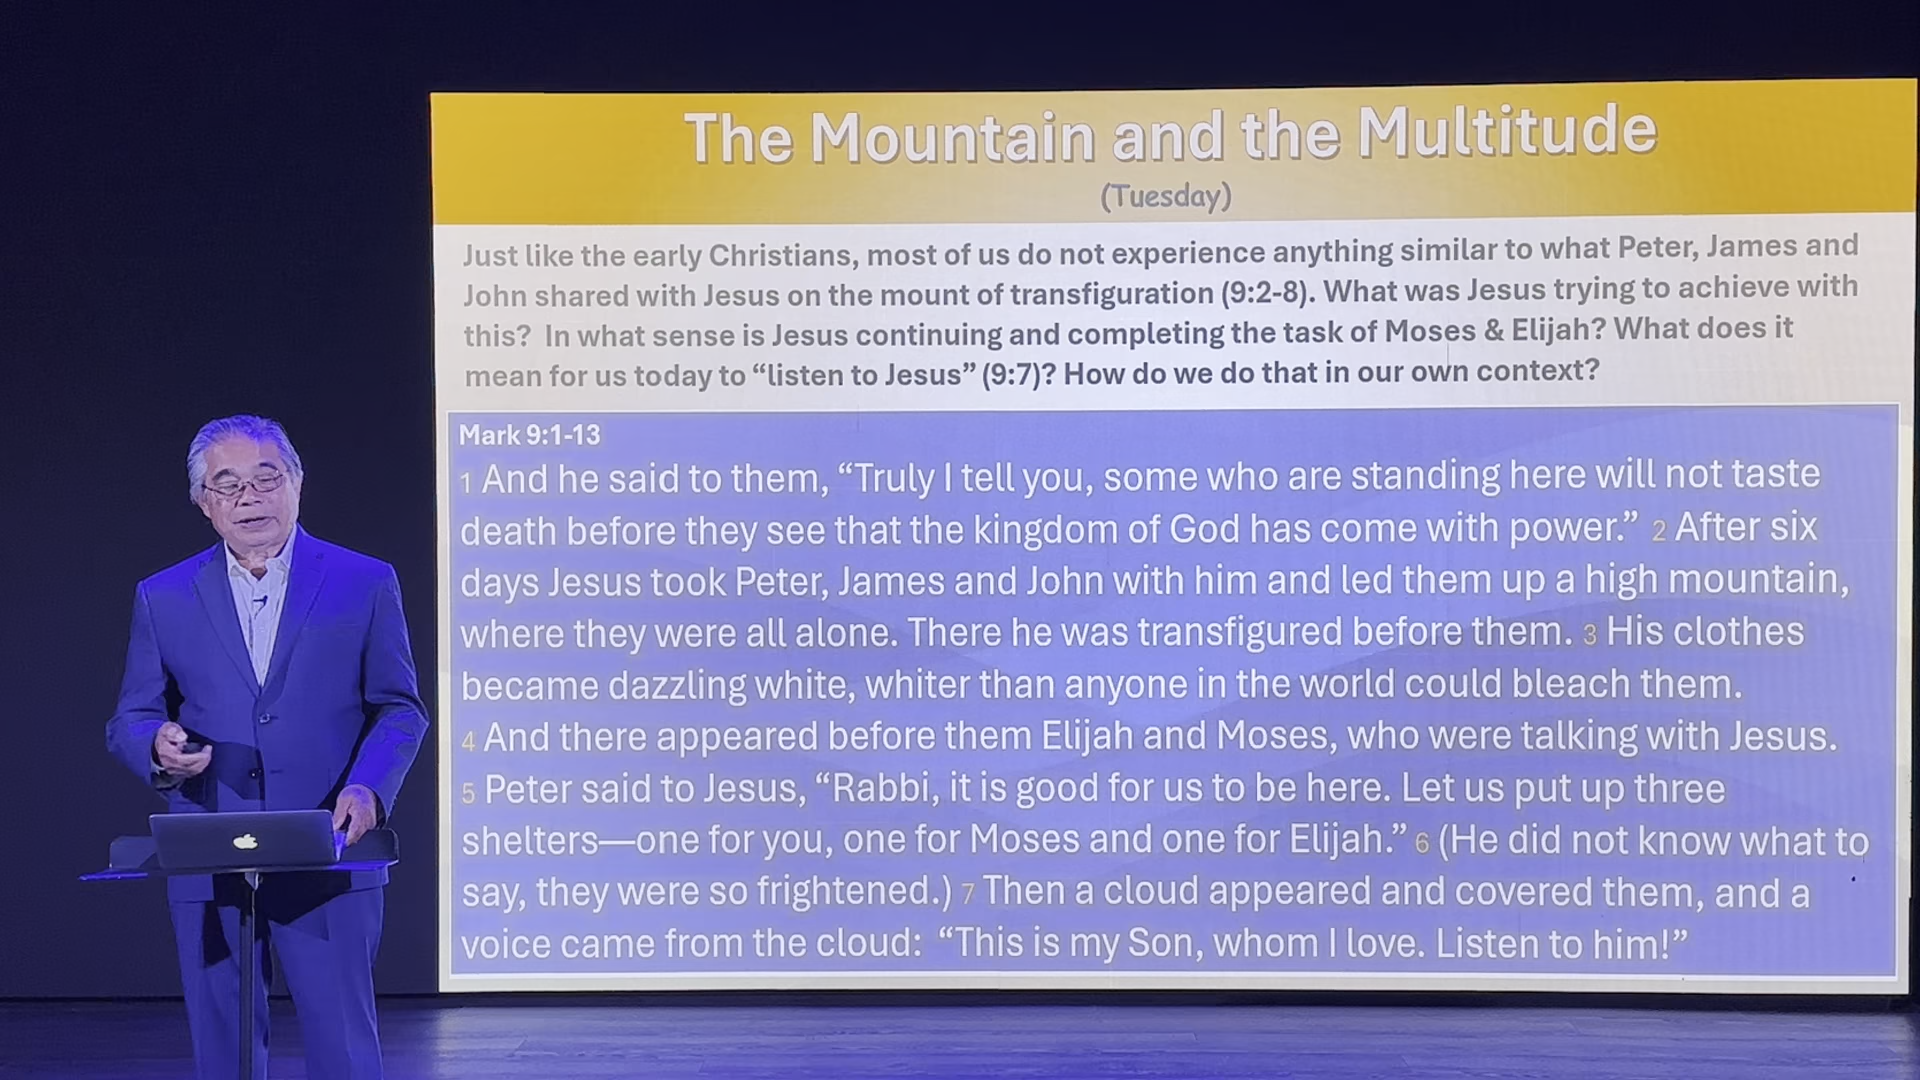 The Mountain and the Multitude
(Tuesday)
Just like the early Christians, most of us do not experience anything similar to what Peter, James and
John shared with Jesus on the mount of transfiguration (9:2-8). What was Jesus trying to achieve with
this? In what sense is Jesus continuing and completing the task of Moses & Elijah? What does it
mean for us today to “listen to Jesus” (9:7)? How do we do that in our own context?
Mark 9:1-13
1 And he said to them, “Truly I tell you, some who are standing here will not taste
death before they see that the kingdom of God has come with power.” 2 After six
days Jesus took Peter, James and John with him and led them up a high mountain,
where they were all alone. There he was transfigured before them. 3 His clothes
became dazzling white, whiter than anyone in the world could bleach them.
4 And there appeared before them Elijah and Moses, who were talking with Jesus.
5 Peter said to Jesus, “Rabbi, it is good for us to be here. Let us put up three
shelters—one for you, one for Moses and one for Elijah.” 6 (He did not know what to
say, they were so frightened.) 7 Then a cloud appeared and covered them, and a
voice came from the cloud: “This is my Son, whom I love. Listen to him!”